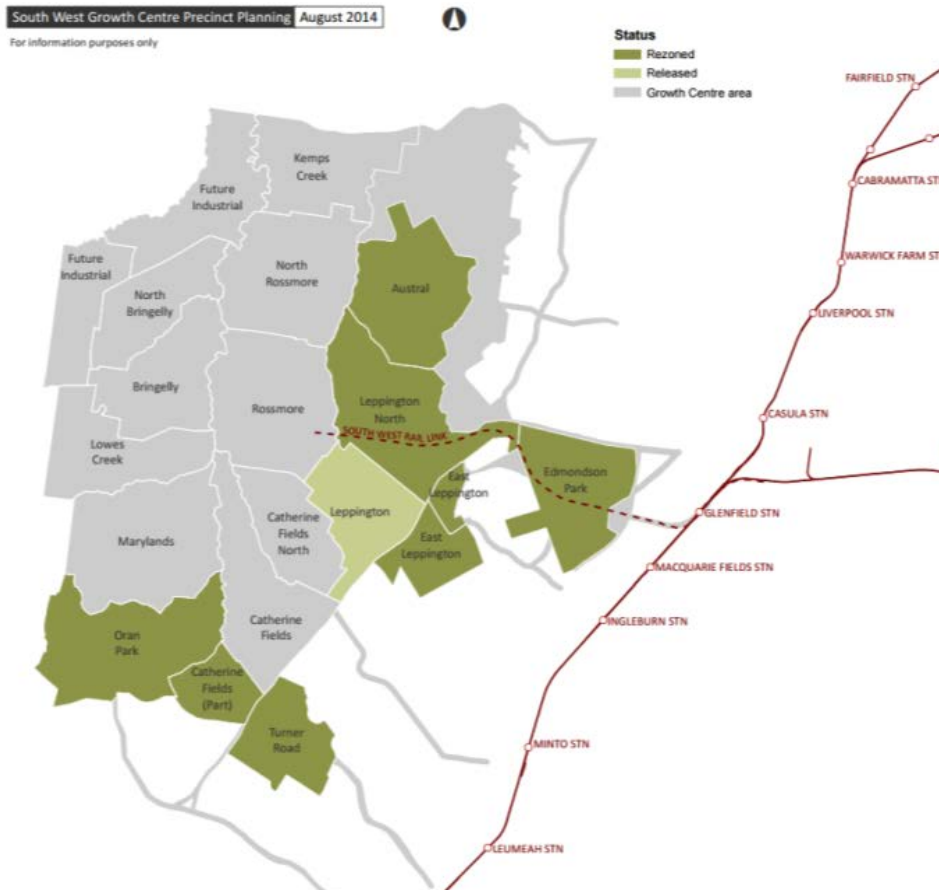 South West Growth Centre Precinct Planning August 2014
For information purposes only
Status
Rezoned
Released
Growth Centre area
FAIRFIELD STN
CABRAMATTA ST
WARWICK FARM ST
LIVERPOOL STN
CASULA STN
GLENFIELD STN
MACQUARIE FIELDS STN
INGLEBURN STN
MINTO STN
LEUMEAH STN
Kemps
Creek
Future
Industrial
Future
Industrial
North
Rossmore
Austral
North
Bringelly
Bringelly
Rossmore
Leppington
North
SOUTH WEST RAIL LINK
Lowes
Creek
East
Leppington
Edmondson
Park
Leppington
Catherine
Fields
North
Marylands
East
Leppington
Catherine
Fields
Oran
Park
Catherine
Fields
(Part)
Turner
Road